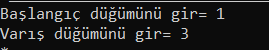 Başlangıç düğümünü gir= 1
Varış düğümünü gir= 3